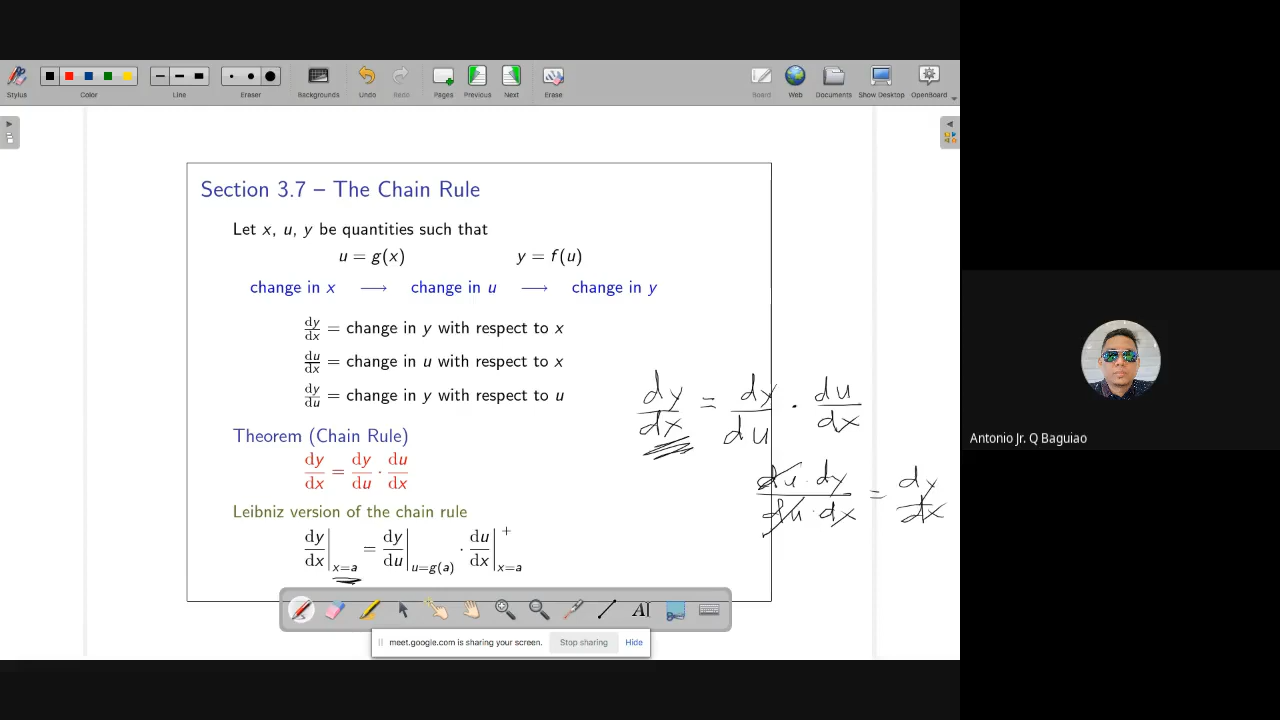 Stylus Color Line Eraser Backgrounds Undo Redo Pages Previous Next Erase Board Web Documents Show Desktop OpenBoard
Section 3.7 – The Chain Rule
Let x, u, y be quantities such that
u = g(x) y = f(u)
change in x ⟶ change in u ⟶ change in y
dy/dx = change in y with respect to x
du/dx = change in u with respect to x
dy/du = change in y with respect to u
dy/dx = dy/du · du/dx
Theorem (Chain Rule)
dy/dx = dy/du · du/dx
du · dy / du · dx = dy/dx
Leibniz version of the chain rule
dy/dx |x=a = dy/du |u=g(a) · du/dx |x=a
AI
meet.google.com is sharing your screen. Stop sharing Hide
Antonio Jr. Q Baguiao